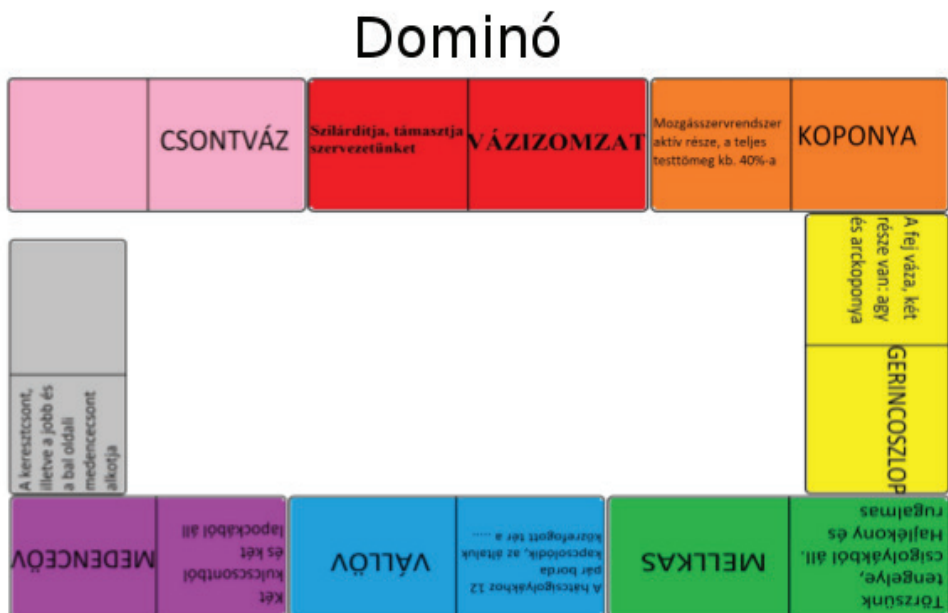 Dominó
CSONTVÁZ
Szilárdítja, támasztja
szervezetünket
VÁZIZOMZAT
Mozgásszervrendszer
aktív része, a teljes
testtömeg kb. 40%-a
KOPONYA
A fej váza, két
része van: agy
és arckoponya
GERINCOSZLOP
Törzsünk
tengelye,
csigolyákból áll.
Hajlékony és
rugalmas
MELLKAS
A hátcsigolyákhoz 12
pár borda
kapcsolódik, az általuk
közrefogott tér a .....
VÁLLÖV
Két
kulcscsontból
és két
lapockából áll
MEDENCEÖV
A keresztcsont,
illetve a jobb és
a bal oldali
medencecsont
alkotja